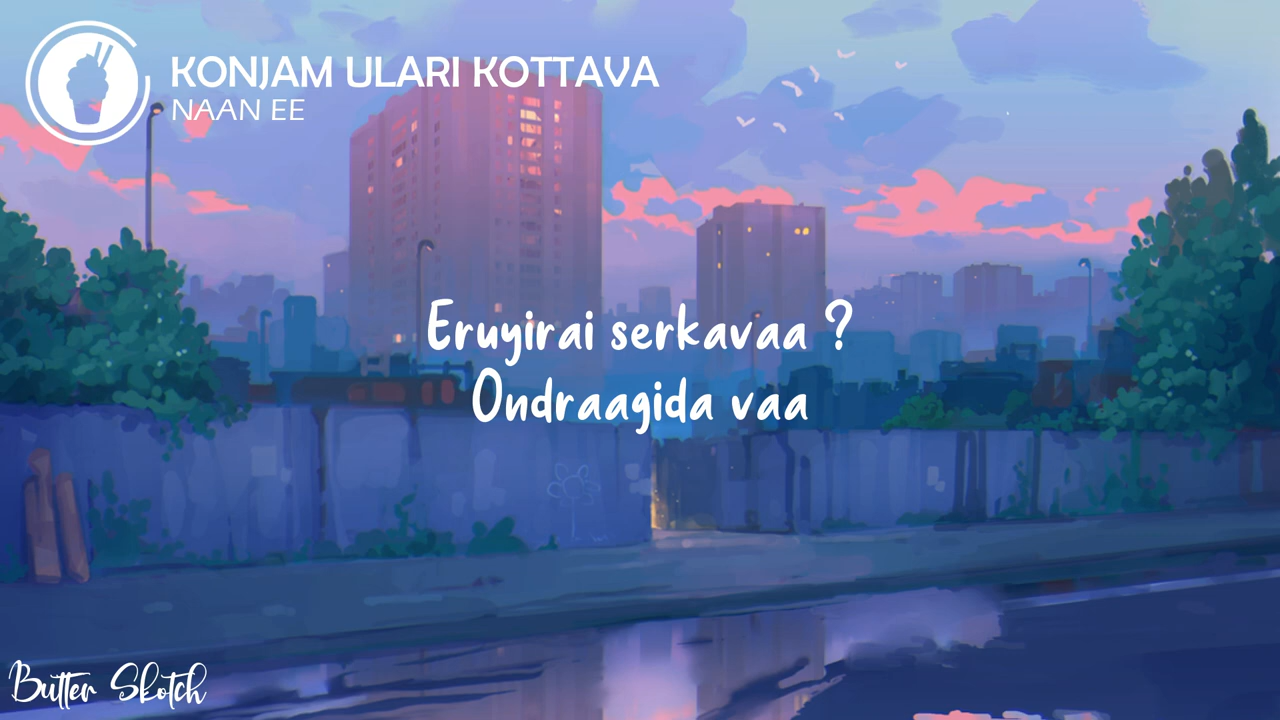 KONJAM ULARI KOTTAVA
NAAN EE
Eruyirai serkavaa ?
Ondraagida vaa
Butter Skotch